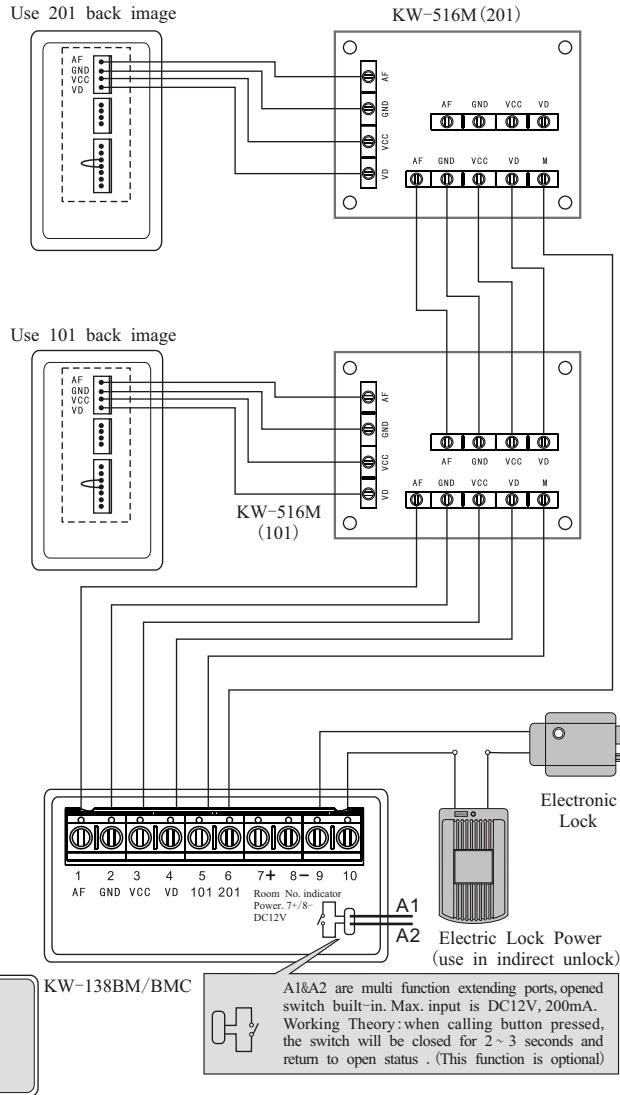 Use 201 back image
KW-516M(201)
AF
GND
VCC
VD
AF
GND
VCC
VD
AF GND VCC VD
AF GND VCC VD M
Use 101 back image
AF
GND
VCC
VD
AF
GND
VCC
VD
AF GND VCC VD
AF GND VCC VD M
KW-516M
(101)
Electronic
Lock
1 2 3 4 5 6 7+ 8- 9 10
AF GND VCC VD 101 201
Room No. indicator
Power. 7+/8-
DC12V
A1
A2
Electric Lock Power
(use in indirect unlock)
KW-138BM/BMC
A1&A2 are multi function extending ports, opened
switch built-in. Max. input is DC12V, 200mA.
Working Theory: when calling button pressed,
the switch will be closed for 2~3 seconds and
return to open status . (This function is optional)